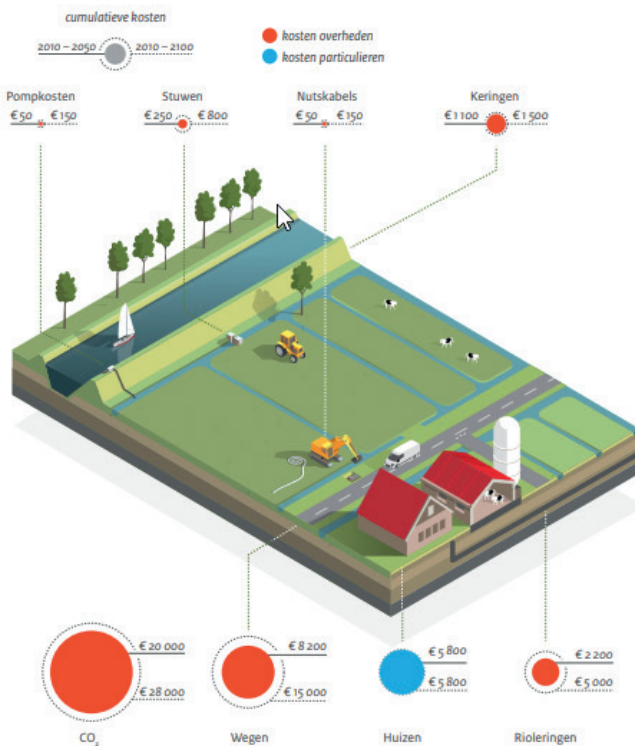 cumulatieve kosten
2010 – 2050 2010 – 2100
kosten overheden
kosten particulieren
Pompkosten Stuwen Nutskabels Keringen
€50 €150 €250 €800 €50 €150 €1100 €1500
€20 000 €8 200 €5 800 €2 200
€28 000 €15 000 €5 800 €5 000
CO₂ Wegen Huizen Rioleringen